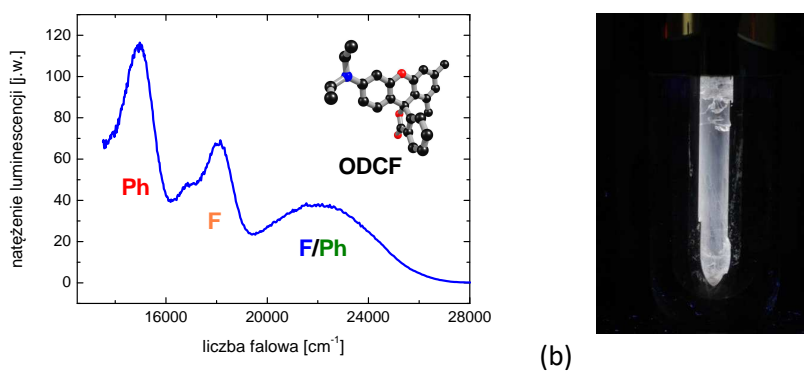 natężenie luminescencji [j.w.]
120
100
80
60
40
20
0
ODCF
Ph
F
F/Ph
16000 20000 24000 28000
liczba falowa [cm⁻¹]
(b)